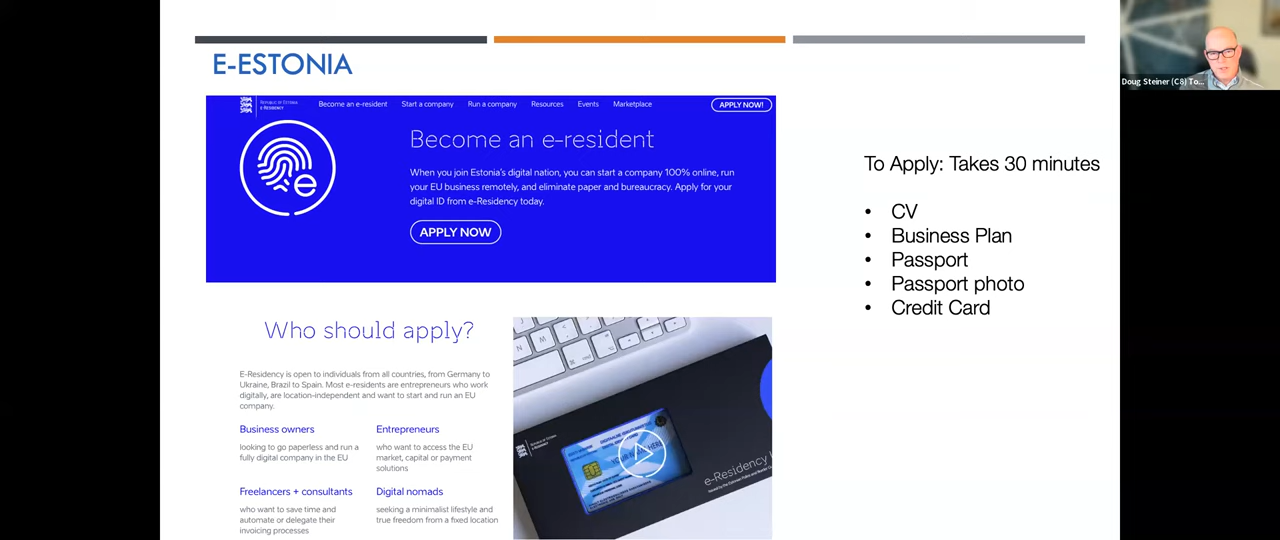 E-ESTONIA
REPUBLIC OF ESTONIA
E-RESIDENCY
Become an e-resident
Start a company
Run a company
Resources
Events
Marketplace
APPLY NOW!
Become an e-resident
When you join Estonia's digital nation, you can start a company 100% online, run
your EU business remotely, and eliminate paper and bureaucracy. Apply for your
digital ID from e-Residency today.
APPLY NOW
e
Who should apply?
E-Residency is open to individuals from all countries, from Germany to
Ukraine, Brazil to Spain. Most e-residents are entrepreneurs who work
digitally, are location-independent and want to start and run an EU
company.
Business owners
looking to go paperless and run a
fully digital company in the EU
Entrepreneurs
who want to access the EU
market, capital or payment
solutions
Freelancers + consultants
who want to save time and
automate or delegate their
invoicing processes
Digital nomads
seeking a minimalist lifestyle and
true freedom from a fixed location
e-Residency
To Apply: Takes 30 minutes
• CV
• Business Plan
• Passport
• Passport photo
• Credit Card
Doug Steiner (C8) To...